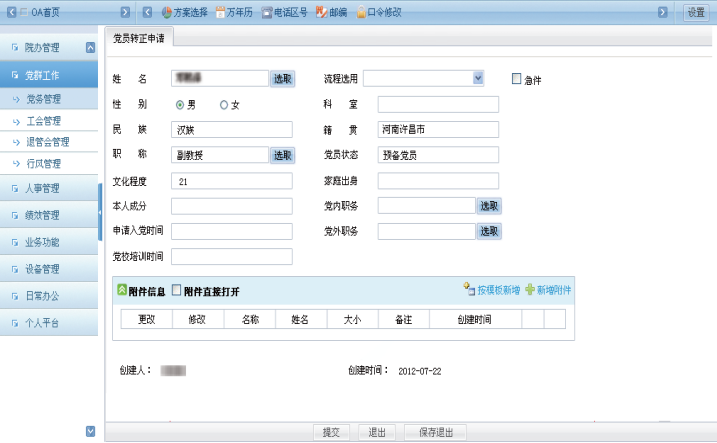 OA首页 方案选择 万年历 电话区号 邮编 口令修改 设置
院办管理
党群工作
党务管理
工会管理
退管会管理
行风管理
人事管理
绩效管理
业务功能
设备管理
日常办公
个人平台
党员转正申请
姓 名 选取 流程选用 急件
性 别 男 女 科 室
民 族 汉族 籍 贯 河南许昌市
职 称 副教授 选取 党员状态 预备党员
文化程度 21 家庭出身
本人成分 党内职务 选取
申请入党时间 党外职务 选取
党校培训时间
附件信息 附件直接打开 按模板新增 新增附件
更改 修改 名称 姓名 大小 备注 创建时间
创建人： 创建时间： 2012-07-22
提交 退出 保存退出